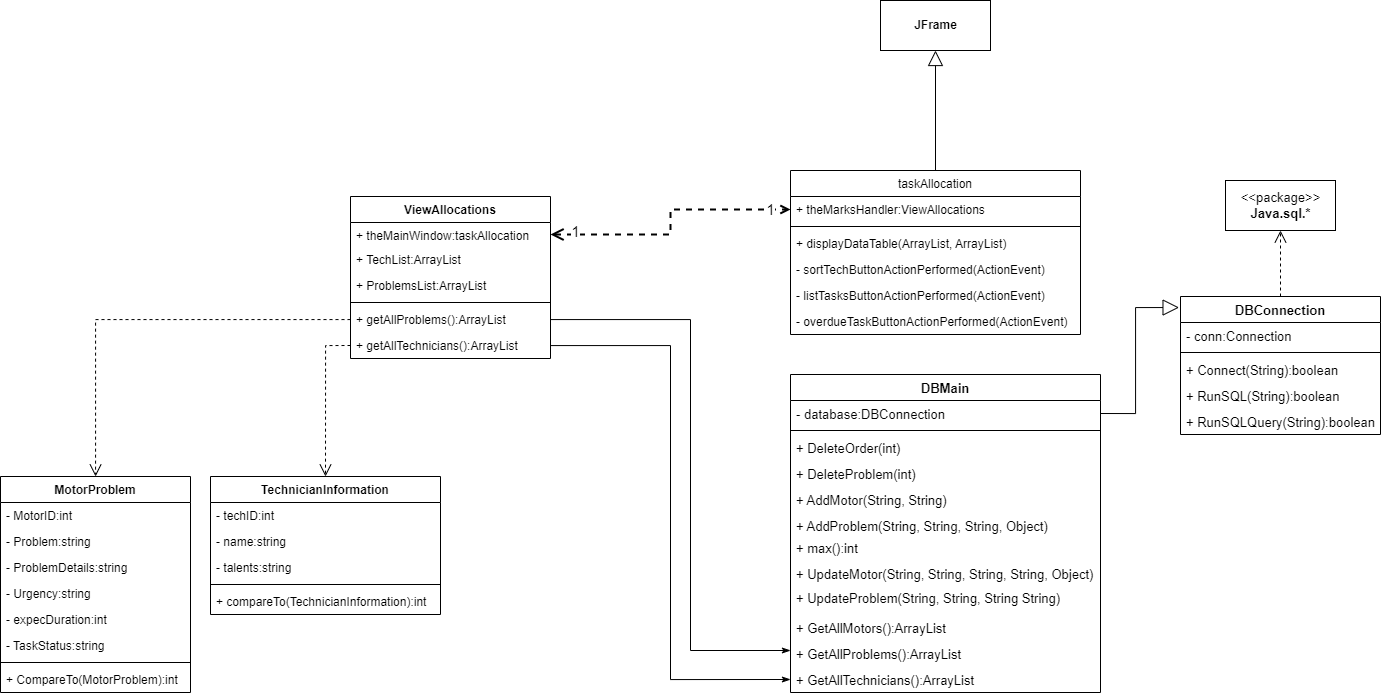 JFrame
taskAllocation
+ theMarksHandler:ViewAllocations
+ displayDataTable(ArrayList, ArrayList)
- sortTechButtonActionPerformed(ActionEvent)
- listTasksButtonActionPerformed(ActionEvent)
- overdueTaskButtonActionPerformed(ActionEvent)
<<package>>
Java.sql.*
ViewAllocations
+ theMainWindow:taskAllocation
+ TechList:ArrayList
+ ProblemsList:ArrayList
+ getAllProblems():ArrayList
+ getAllTechnicians():ArrayList
1
1
DBConnection
- conn:Connection
+ Connect(String):boolean
+ RunSQL(String):boolean
+ RunSQLQuery(String):boolean
DBMain
- database:DBConnection
+ DeleteOrder(int)
+ DeleteProblem(int)
+ AddMotor(String, String)
+ AddProblem(String, String, String, Object)
+ max():int
+ UpdateMotor(String, String, String, String, Object)
+ UpdateProblem(String, String, String String)
+ GetAllMotors():ArrayList
+ GetAllProblems():ArrayList
+ GetAllTechnicians():ArrayList
MotorProblem
- MotorID:int
- Problem:string
- ProblemDetails:string
- Urgency:string
- expecDuration:int
- TaskStatus:string
+ CompareTo(MotorProblem):int
TechnicianInformation
- techID:int
- name:string
- talents:string
+ compareTo(TechnicianInformation):int